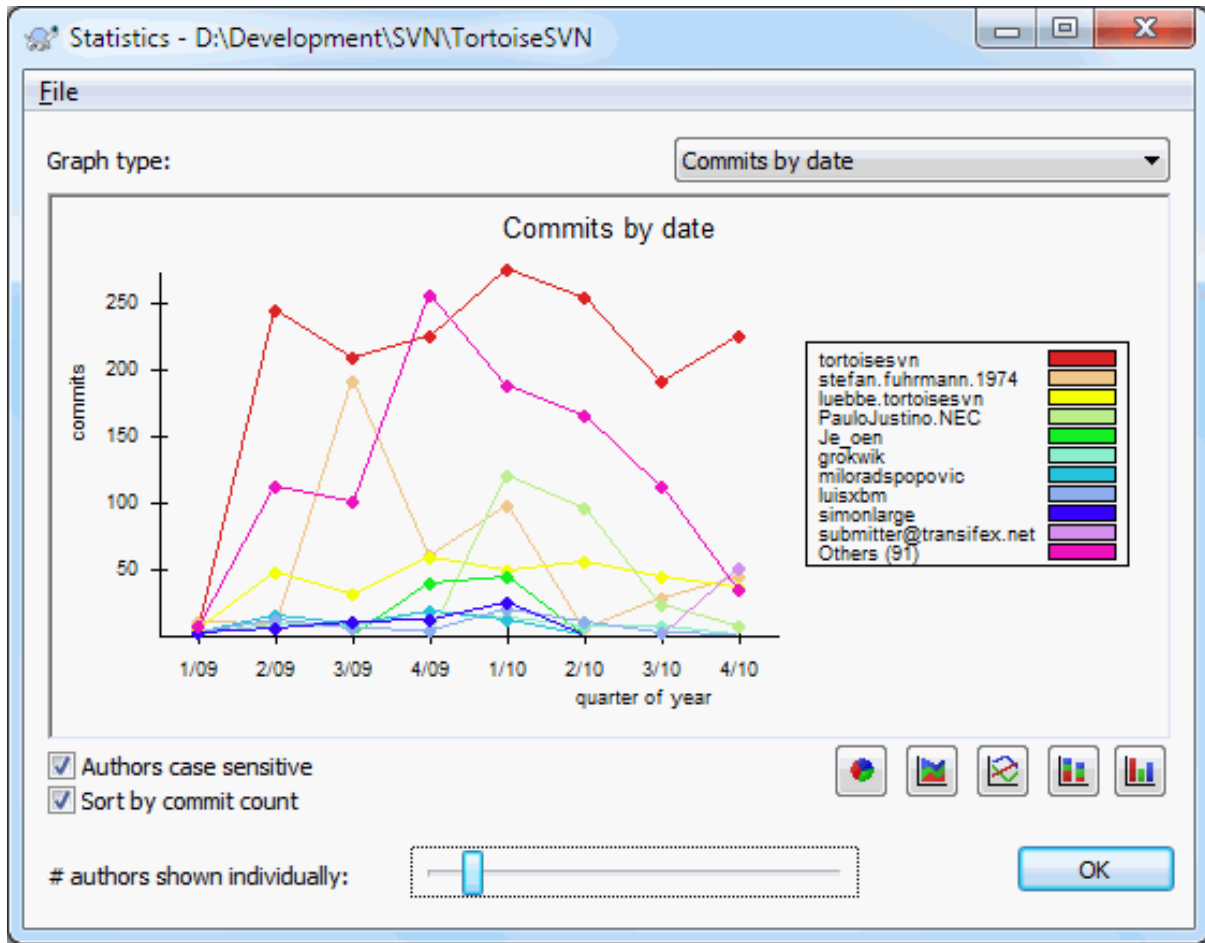 Statistics - D:\Development\SVN\TortoiseSVN
File
Graph type:
Commits by date
Commits by date
250
200
150
100
50
commits
1/09 2/09 3/09 4/09 1/10 2/10 3/10 4/10
quarter of year
tortoisesvn
stefan.fuhrmann.1974
luebbe.tortoisesvn
PauloJustino.NEC
Je_oen
grokwik
miloradspopovic
luisxbm
simonlarge
submitter@transifex.net
Others (91)
Authors case sensitive
Sort by commit count
# authors shown individually:
OK